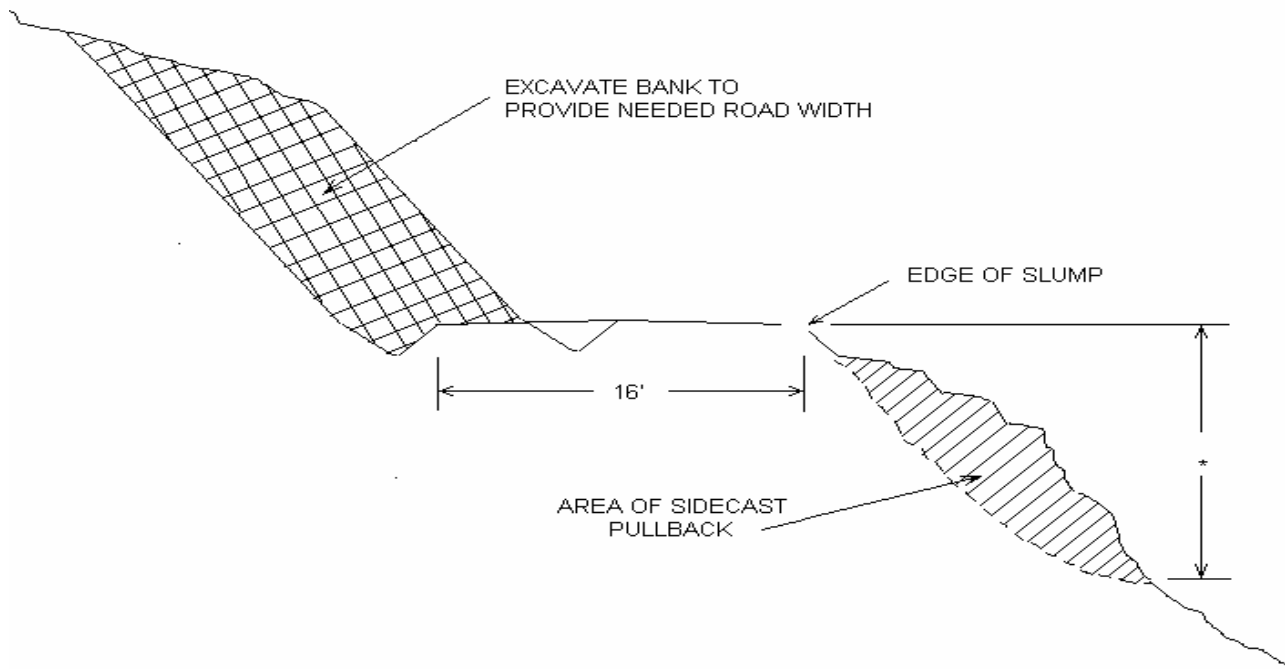 EXCAVATE BANK TO
PROVIDE NEEDED ROAD WIDTH
EDGE OF SLUMP
16'
*
AREA OF SIDECAST
PULLBACK